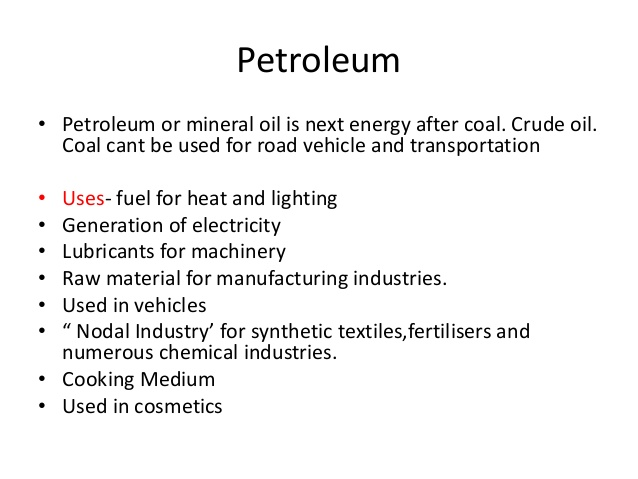 Petroleum
• Petroleum or mineral oil is next energy after coal. Crude oil.
Coal cant be used for road vehicle and transportation
• Uses- fuel for heat and lighting
• Generation of electricity
• Lubricants for machinery
• Raw material for manufacturing industries.
• Used in vehicles
• “ Nodal Industry’ for synthetic textiles,fertilisers and
numerous chemical industries.
• Cooking Medium
• Used in cosmetics